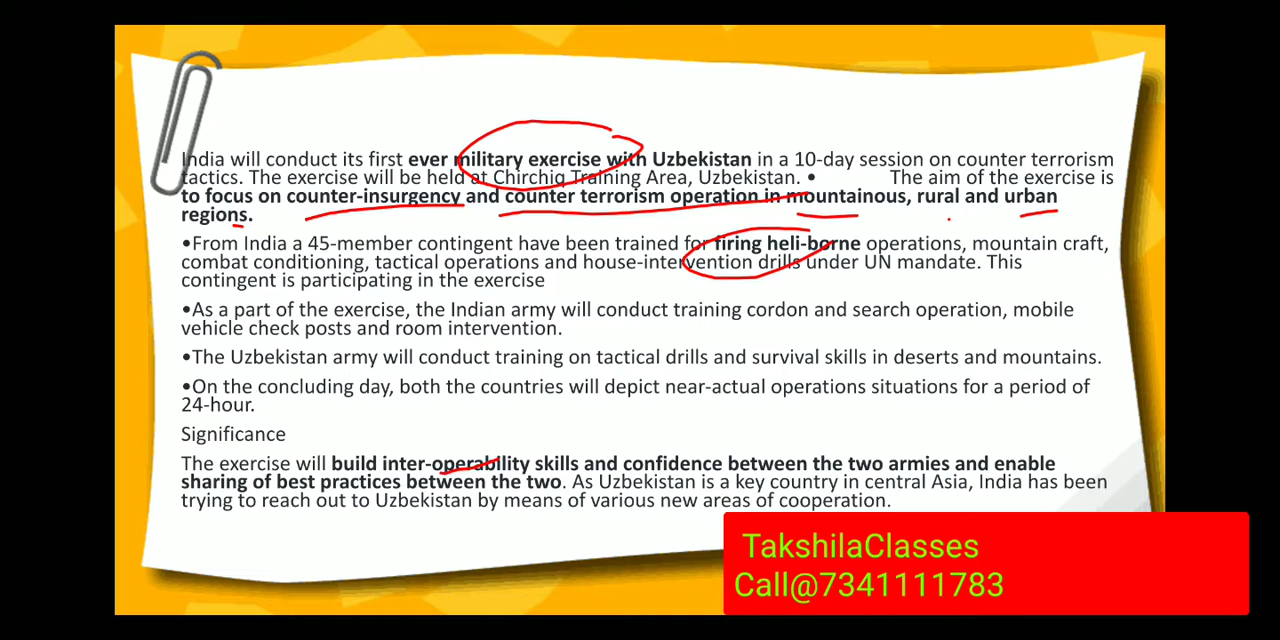 India will conduct its first ever military exercise with Uzbekistan in a 10-day session on counter terrorism
tactics. The exercise will be held at Chirchiq Training Area, Uzbekistan. • The aim of the exercise is
to focus on counter-insurgency and counter terrorism operation in mountainous, rural and urban
regions.
•From India a 45-member contingent have been trained for firing heli-borne operations, mountain craft,
combat conditioning, tactical operations and house-intervention drills under UN mandate. This
contingent is participating in the exercise
•As a part of the exercise, the Indian army will conduct training cordon and search operation, mobile
vehicle check posts and room intervention.
•The Uzbekistan army will conduct training on tactical drills and survival skills in deserts and mountains.
•On the concluding day, both the countries will depict near-actual operations situations for a period of
24-hour.
Significance
The exercise will build inter-operability skills and confidence between the two armies and enable
sharing of best practices between the two. As Uzbekistan is a key country in central Asia, India has been
trying to reach out to Uzbekistan by means of various new areas of cooperation.
TakshilaClasses
Call@7341111783